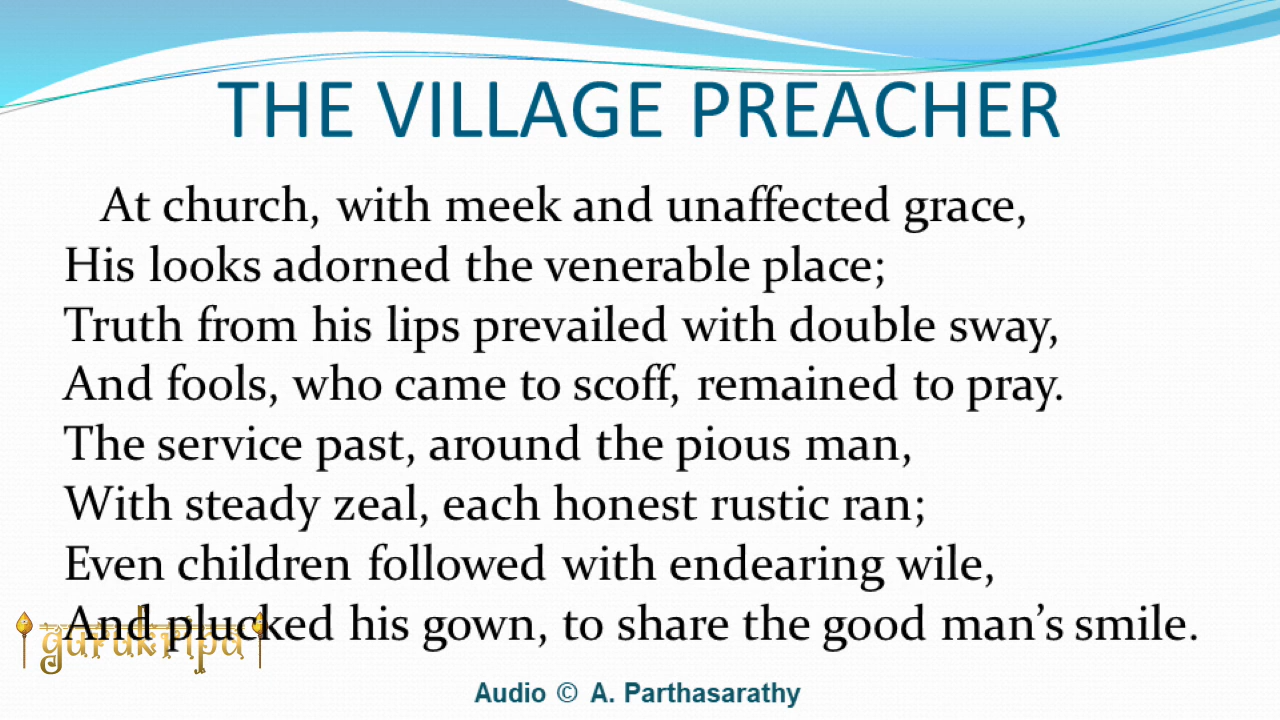 THE VILLAGE PREACHER
At church, with meek and unaffected grace,
His looks adorned the venerable place;
Truth from his lips prevailed with double sway,
And fools, who came to scoff, remained to pray.
The service past, around the pious man,
With steady zeal, each honest rustic ran;
Even children followed with endearing wile,
And plucked his gown, to share the good man’s smile.
gurukripa
Audio © A. Parthasarathy